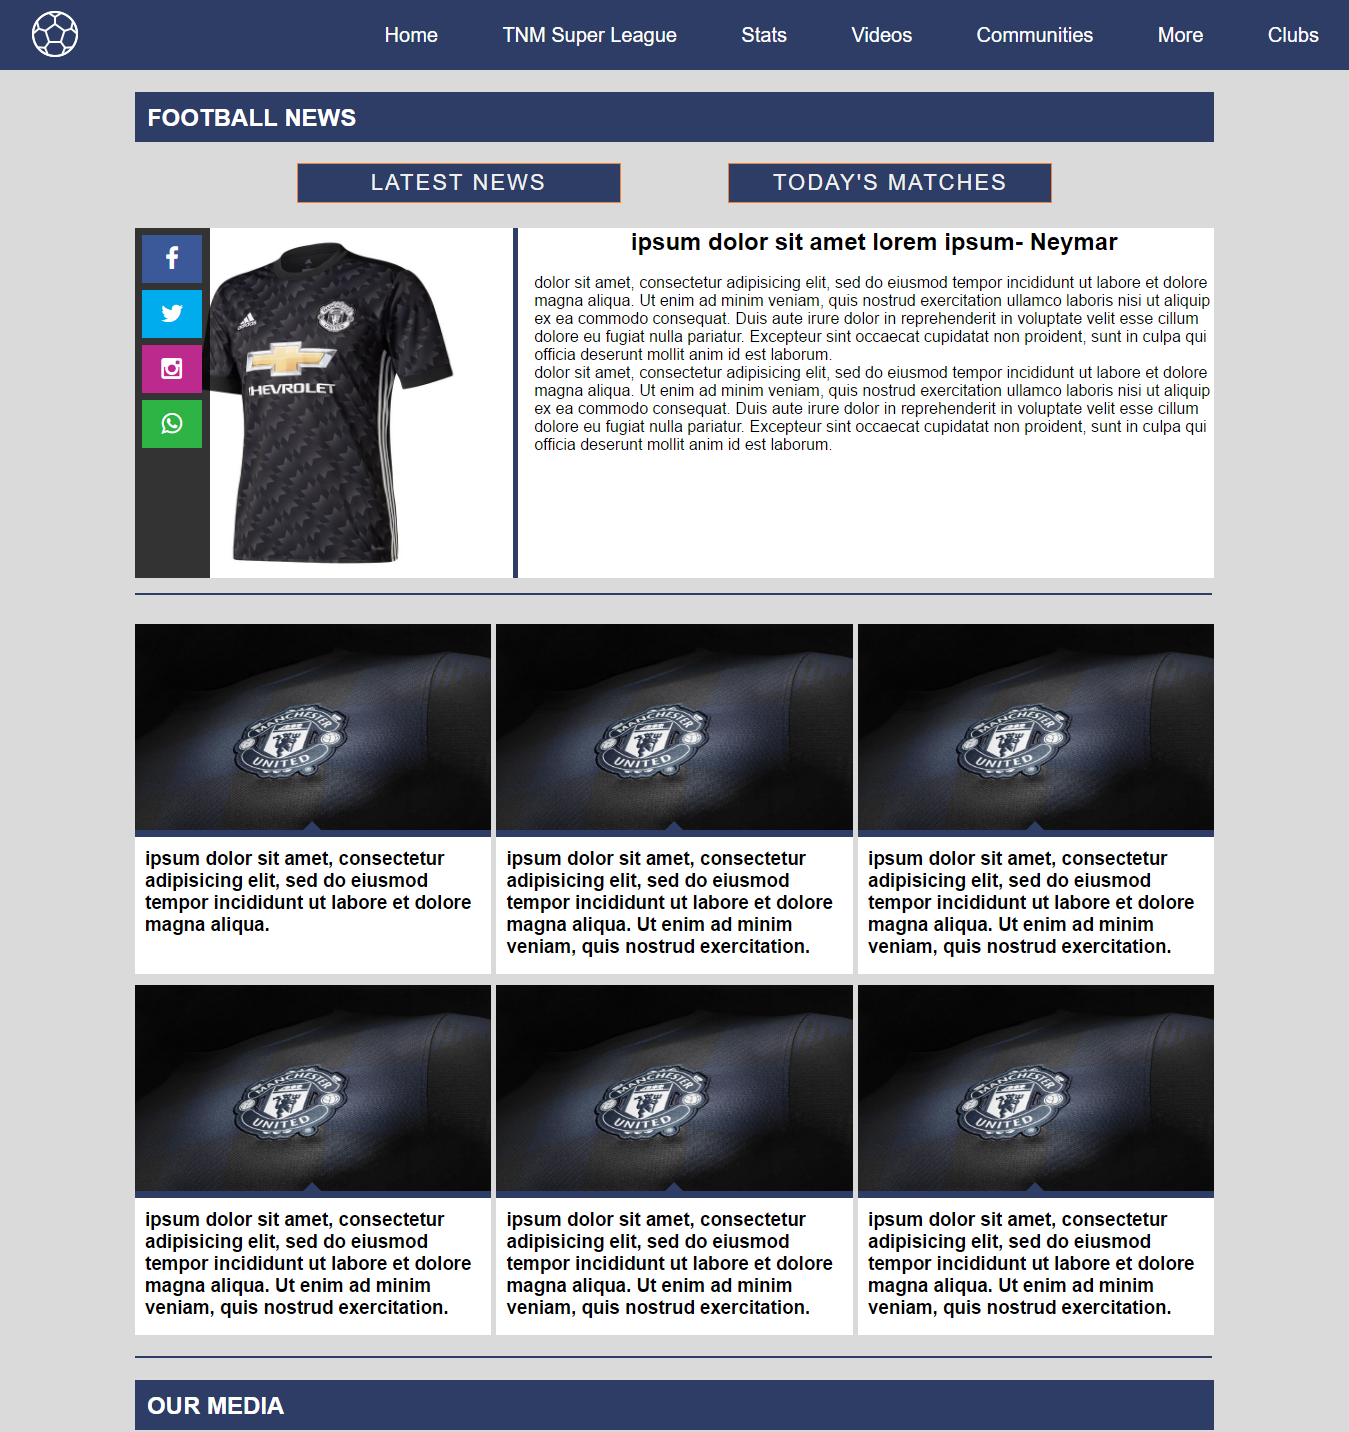 Home TNM Super League Stats Videos Communities More Clubs
FOOTBALL NEWS
LATEST NEWS TODAY'S MATCHES
ipsum dolor sit amet lorem ipsum- Neymar
adidas
CHEVROLET
dolor sit amet, consectetur adipisicing elit, sed do eiusmod tempor incididunt ut labore et dolore
magna aliqua. Ut enim ad minim veniam, quis nostrud exercitation ullamco laboris nisi ut aliquip
ex ea commodo consequat. Duis aute irure dolor in reprehenderit in voluptate velit esse cillum
dolore eu fugiat nulla pariatur. Excepteur sint occaecat cupidatat non proident, sunt in culpa qui
officia deserunt mollit anim id est laborum.
dolor sit amet, consectetur adipisicing elit, sed do eiusmod tempor incididunt ut labore et dolore
magna aliqua. Ut enim ad minim veniam, quis nostrud exercitation ullamco laboris nisi ut aliquip
ex ea commodo consequat. Duis aute irure dolor in reprehenderit in voluptate velit esse cillum
dolore eu fugiat nulla pariatur. Excepteur sint occaecat cupidatat non proident, sunt in culpa qui
officia deserunt mollit anim id est laborum.
MANCHESTER
UNITED
ipsum dolor sit amet, consectetur
adipisicing elit, sed do eiusmod
tempor incididunt ut labore et dolore
magna aliqua.
MANCHESTER
UNITED
ipsum dolor sit amet, consectetur
adipisicing elit, sed do eiusmod
tempor incididunt ut labore et dolore
magna aliqua. Ut enim ad minim
veniam, quis nostrud exercitation.
MANCHESTER
UNITED
ipsum dolor sit amet, consectetur
adipisicing elit, sed do eiusmod
tempor incididunt ut labore et dolore
magna aliqua. Ut enim ad minim
veniam, quis nostrud exercitation.
MANCHESTER
UNITED
ipsum dolor sit amet, consectetur
adipisicing elit, sed do eiusmod
tempor incididunt ut labore et dolore
magna aliqua. Ut enim ad minim
veniam, quis nostrud exercitation.
MANCHESTER
UNITED
ipsum dolor sit amet, consectetur
adipisicing elit, sed do eiusmod
tempor incididunt ut labore et dolore
magna aliqua. Ut enim ad minim
veniam, quis nostrud exercitation.
MANCHESTER
UNITED
ipsum dolor sit amet, consectetur
adipisicing elit, sed do eiusmod
tempor incididunt ut labore et dolore
magna aliqua. Ut enim ad minim
veniam, quis nostrud exercitation.
OUR MEDIA